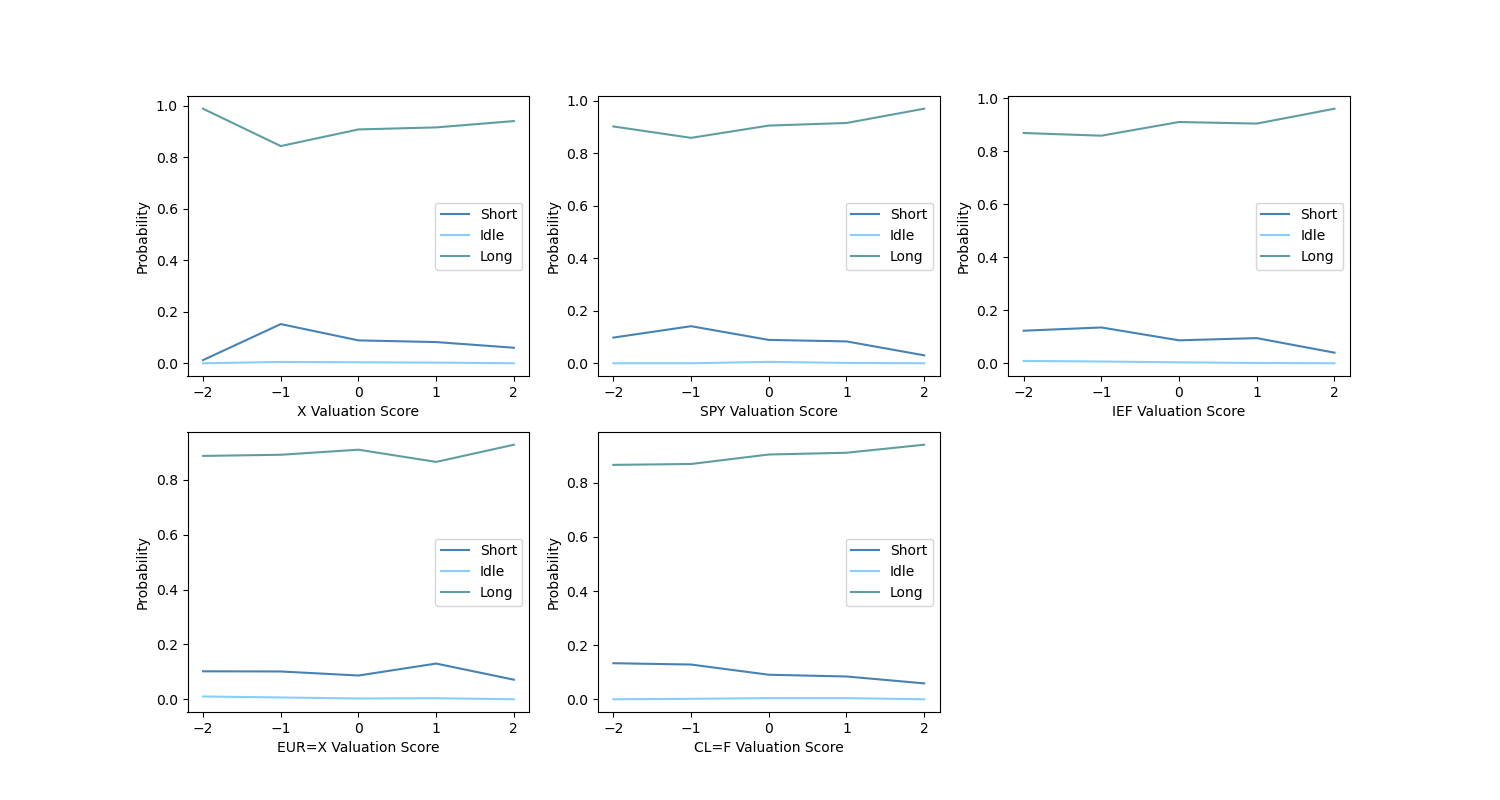 1.0
0.8
0.6
0.4
0.2
0.0
Probability
Short
Idle
Long
−2 −1 0 1 2
X Valuation Score
1.0
0.8
0.6
0.4
0.2
0.0
Probability
Short
Idle
Long
−2 −1 0 1 2
SPY Valuation Score
1.0
0.8
0.6
0.4
0.2
0.0
Probability
Short
Idle
Long
−2 −1 0 1 2
IEF Valuation Score
0.8
0.6
0.4
0.2
0.0
Probability
Short
Idle
Long
−2 −1 0 1 2
EUR=X Valuation Score
0.8
0.6
0.4
0.2
0.0
Probability
Short
Idle
Long
−2 −1 0 1 2
CL=F Valuation Score